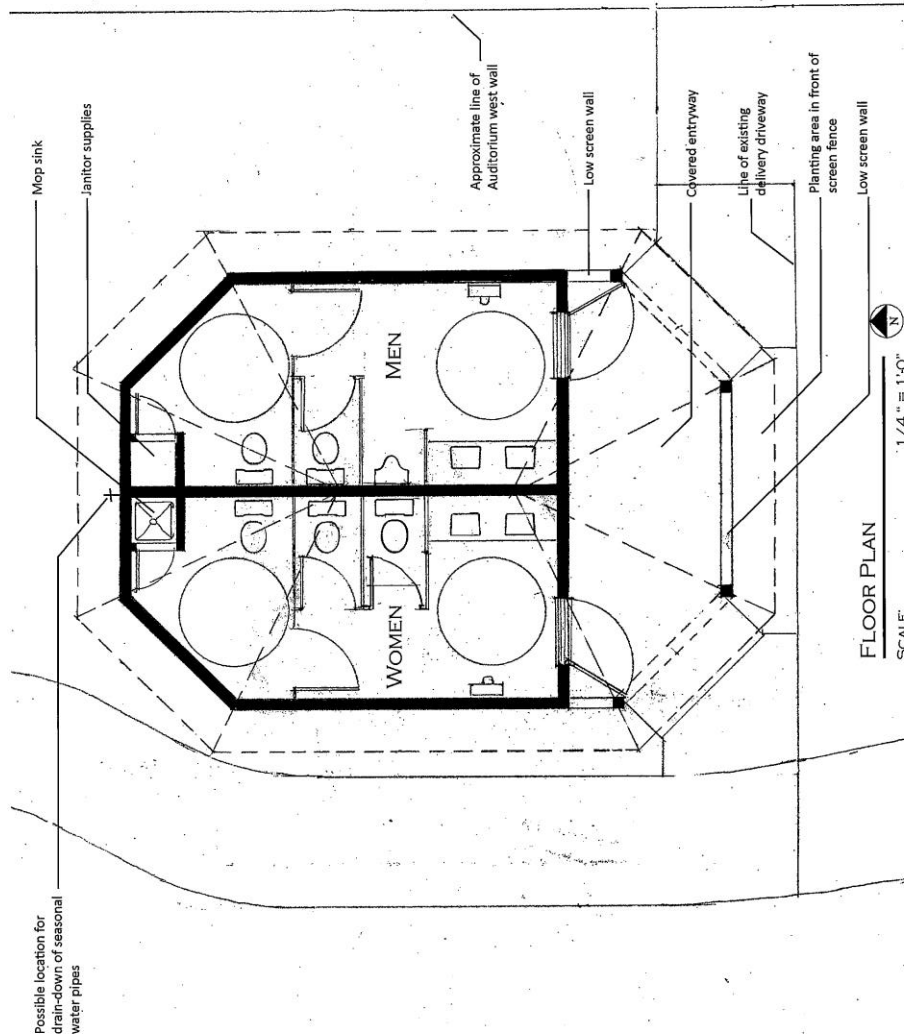 Mop sink
Janitor supplies
Approximate line of
Auditorium west wall
Low screen wall
Covered entryway
Line of existing
delivery driveway
Planting area in front of
screen fence
Low screen wall
MEN
WOMEN
Possible location for
drain-down of seasonal
water pipes
N
FLOOR PLAN
SCALE: 1/4" = 1'-0"